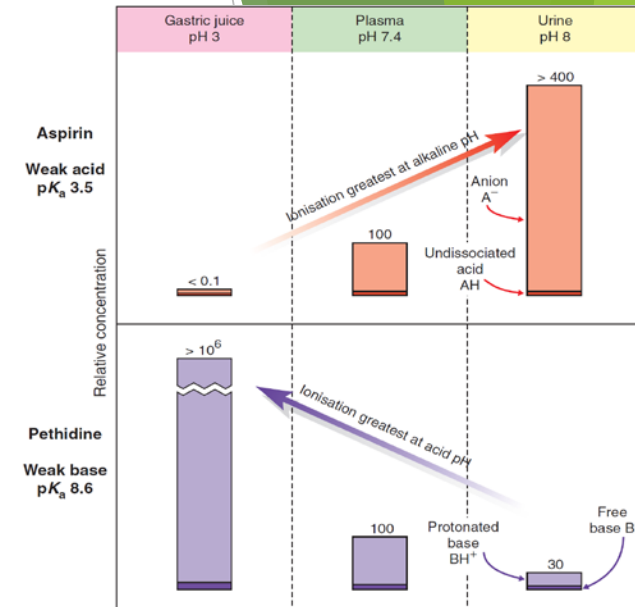 Gastric juice
pH 3
Plasma
pH 7.4
Urine
pH 8
Aspirin
Weak acid
pKa 3.5
Relative concentration
< 0.1
100
> 400
Ionisation greatest at alkaline pH
Anion
A−
Undissociated
acid
AH
Pethidine
Weak base
pKa 8.6
> 10⁶
100
30
Ionisation greatest at acid pH
Protonated
base
BH+
Free
base B